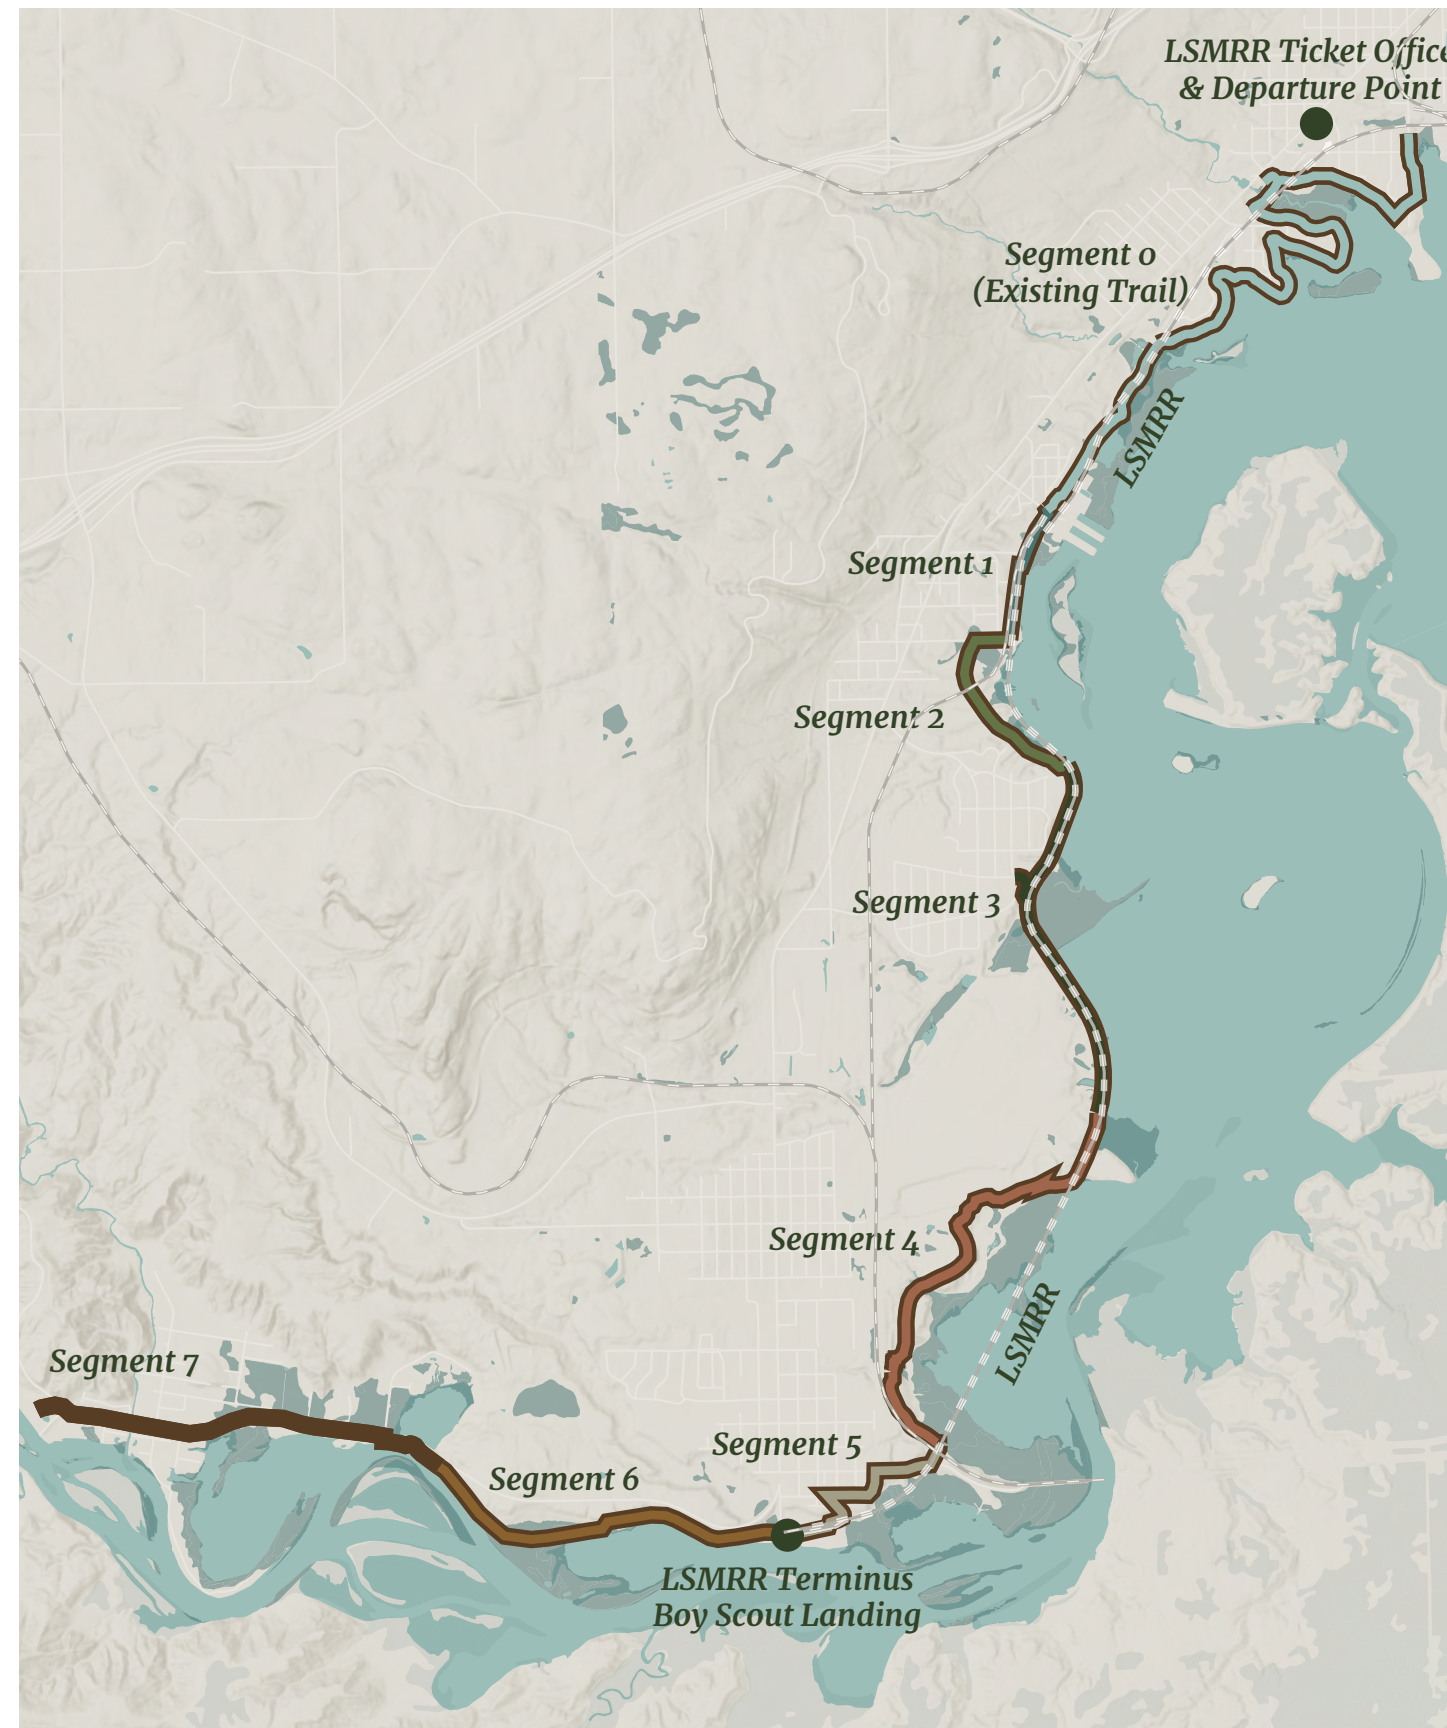 LSMRR Ticket Office
& Departure Point
Segment 0
(Existing Trail)
LSMRR
Segment 1
Segment 2
Segment 3
Segment 4
LSMRR
Segment 7
Segment 5
Segment 6
LSMRR Terminus
Boy Scout Landing